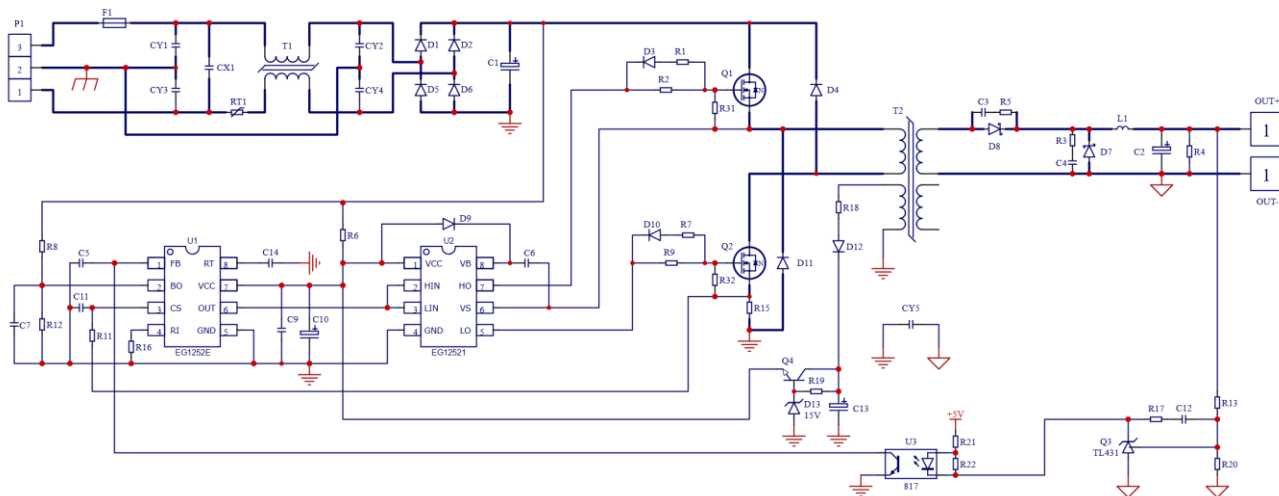 P1
F1
3
2
1
CY1
CY3
CX1
RT1
T1
CY2
CY4
D1
D2
D5
D6
C1
D3
R1
R2
R31
Q1
N
D4
T2
C3
R5
D8
R3
C4
D7
L1
C2
R4
OUT+
1
1
OUT-
R8
C5
U1
1
FB
RT
8
C14
2
BO
VCC
7
3
CS
OUT
6
4
RI
GND
5
EG1252E
C11
C7
R12
R11
R16
C9
C10
R6
D9
U2
1
VCC
VB
8
C6
2
HIN
HO
7
3
LIN
VS
6
4
GND
LO
5
EG12521
D10
R7
R9
R32
Q2
N
D11
R15
R18
D12
CY5
Q4
R19
D13
15V
C13
+5V
U3
R21
R22
817
Q3
TL431
R17
C12
R13
R20